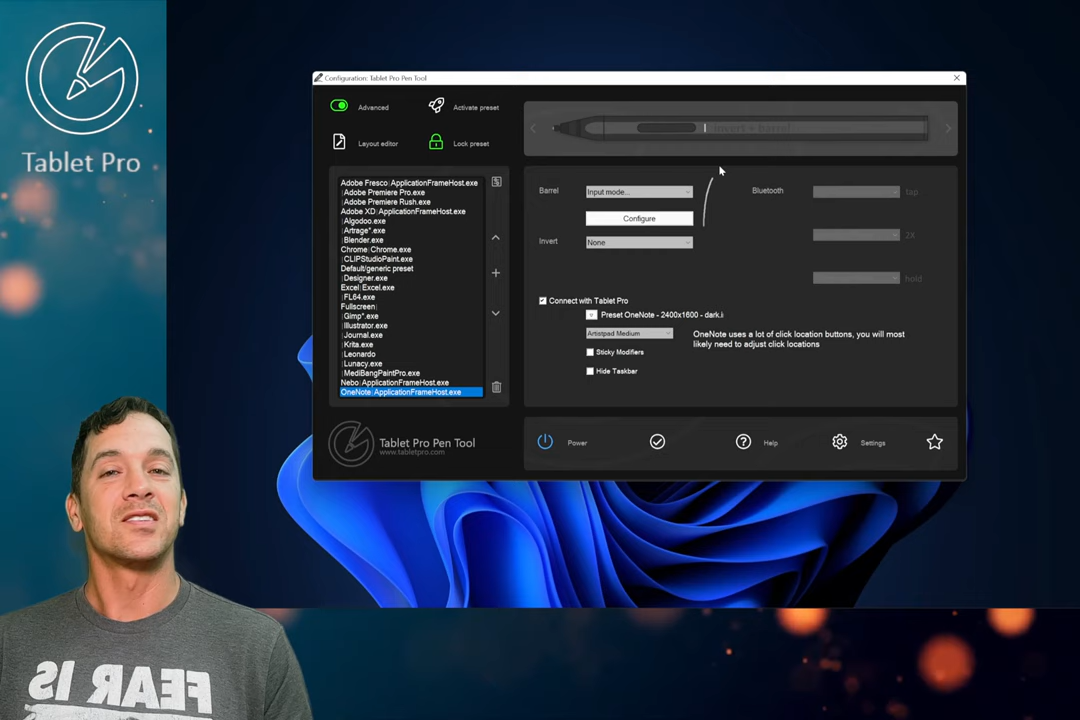 Tablet Pro
Configuration: Tablet Pro Pen Tool
Advanced
Activate preset
Layout editor
Lock preset
invert + barrel
Adobe Fresco|ApplicationFrameHost.exe
|Adobe Premiere Pro.exe
|Adobe Premiere Rush.exe
Adobe XD|ApplicationFrameHost.exe
|Algodoo.exe
|Artrage*.exe
|Blender.exe
Chrome|Chrome.exe
|CLIPStudioPaint.exe
Default/generic preset
|Designer.exe
Excel|Excel.exe
|FL64.exe
Fullscreen|
|Gimp*.exe
|Illustrator.exe
|Journal.exe
|Krita.exe
|Leonardo
|Lunacy.exe
|MediBangPaintPro.exe
Nebo|ApplicationFrameHost.exe
OneNote|ApplicationFrameHost.exe
Barrel
Input mode...
Configure
Invert
None
Bluetooth
tap
2X
hold
Connect with Tablet Pro
Preset OneNote - 2400x1600 - dark.i
Artistpad Medium
Sticky Modifiers
Hide Taskbar
OneNote uses a lot of click location buttons, you will most
likely need to adjust click locations
Tablet Pro Pen Tool
www.tabletpro.com
Power
Help
Settings
FEAR IS